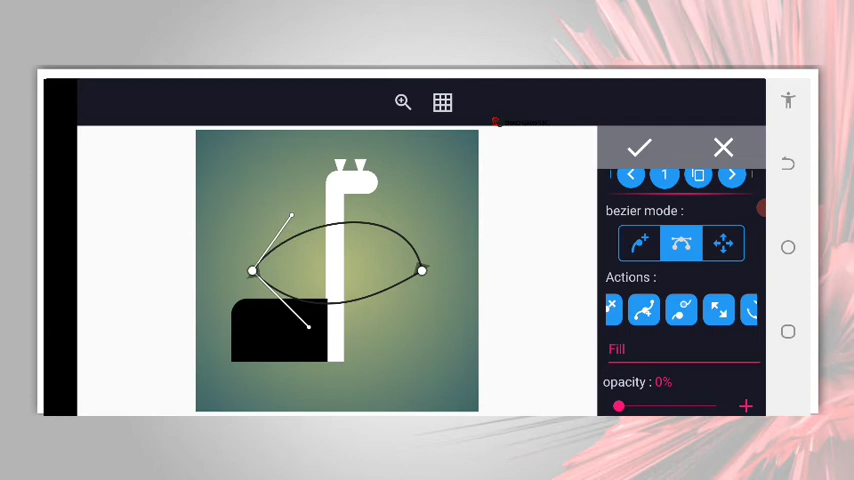 1
bezier mode :
Actions :
Fill
opacity: 0%